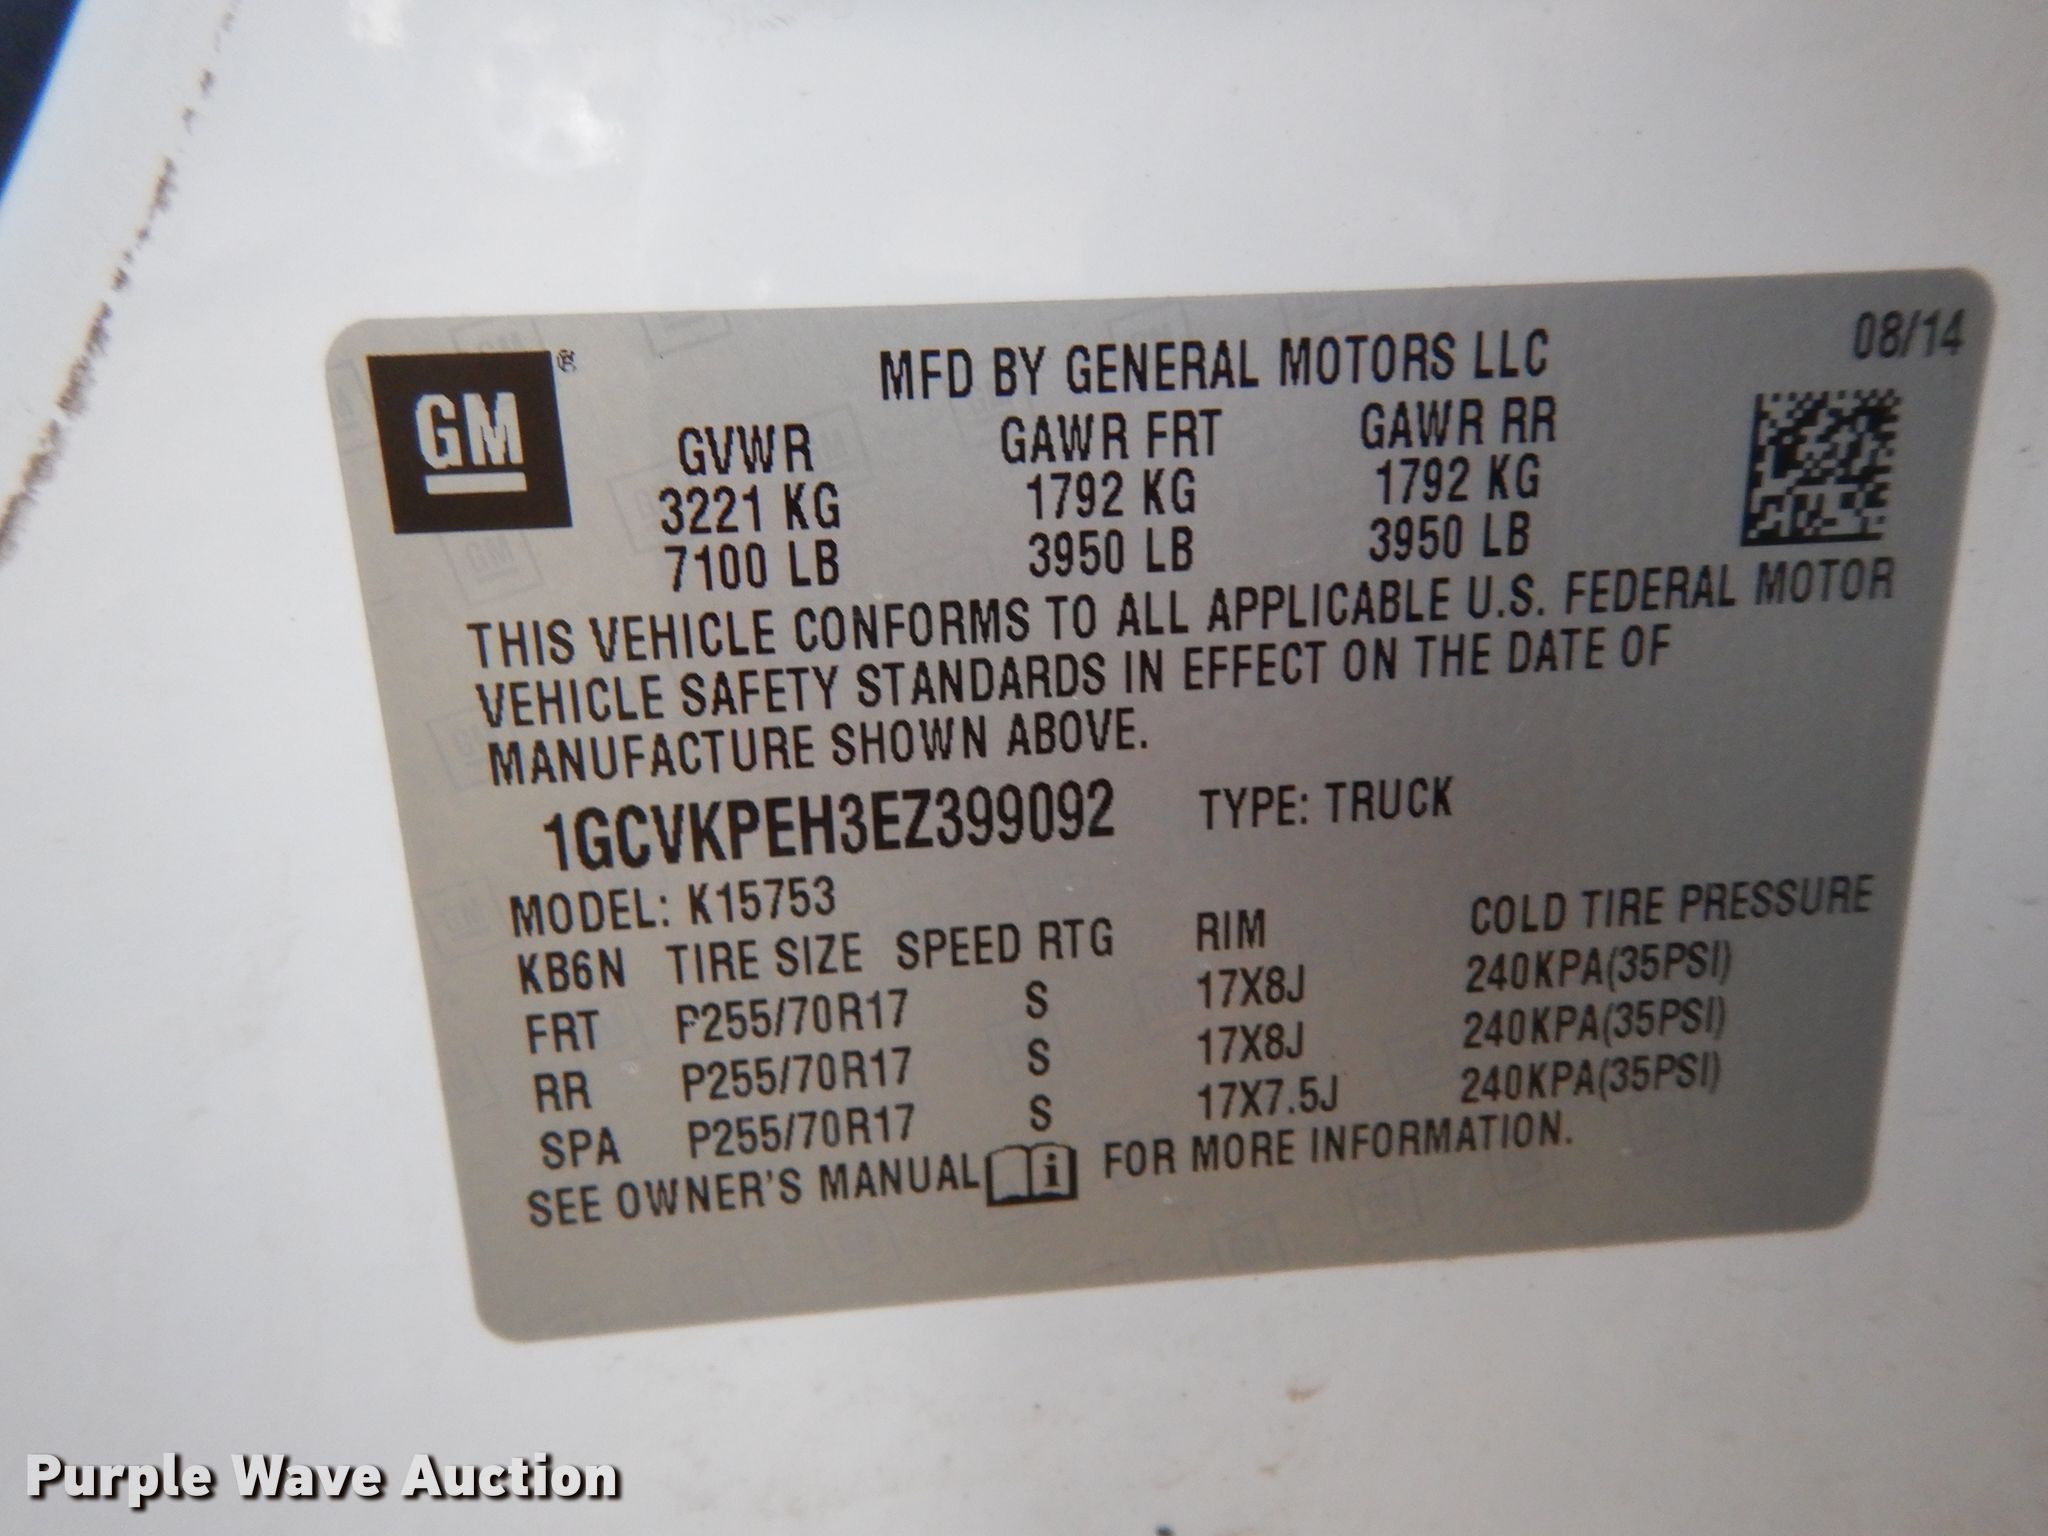 08/14
GM ®
MFD BY GENERAL MOTORS LLC
GVWR GAWR FRT GAWR RR
3221 KG 1792 KG 1792 KG
7100 LB 3950 LB 3950 LB
THIS VEHICLE CONFORMS TO ALL APPLICABLE U.S. FEDERAL MOTOR
VEHICLE SAFETY STANDARDS IN EFFECT ON THE DATE OF
MANUFACTURE SHOWN ABOVE.
1GCVKPEH3EZ399092 TYPE: TRUCK
MODEL: K15753
KB6N TIRE SIZE SPEED RTG RIM COLD TIRE PRESSURE
FRT P255/70R17 S 17X8J 240KPA(35PSI)
RR P255/70R17 S 17X8J 240KPA(35PSI)
SPA P255/70R17 S 17X7.5J 240KPA(35PSI)
SEE OWNER'S MANUAL i FOR MORE INFORMATION.
Purple Wave Auction